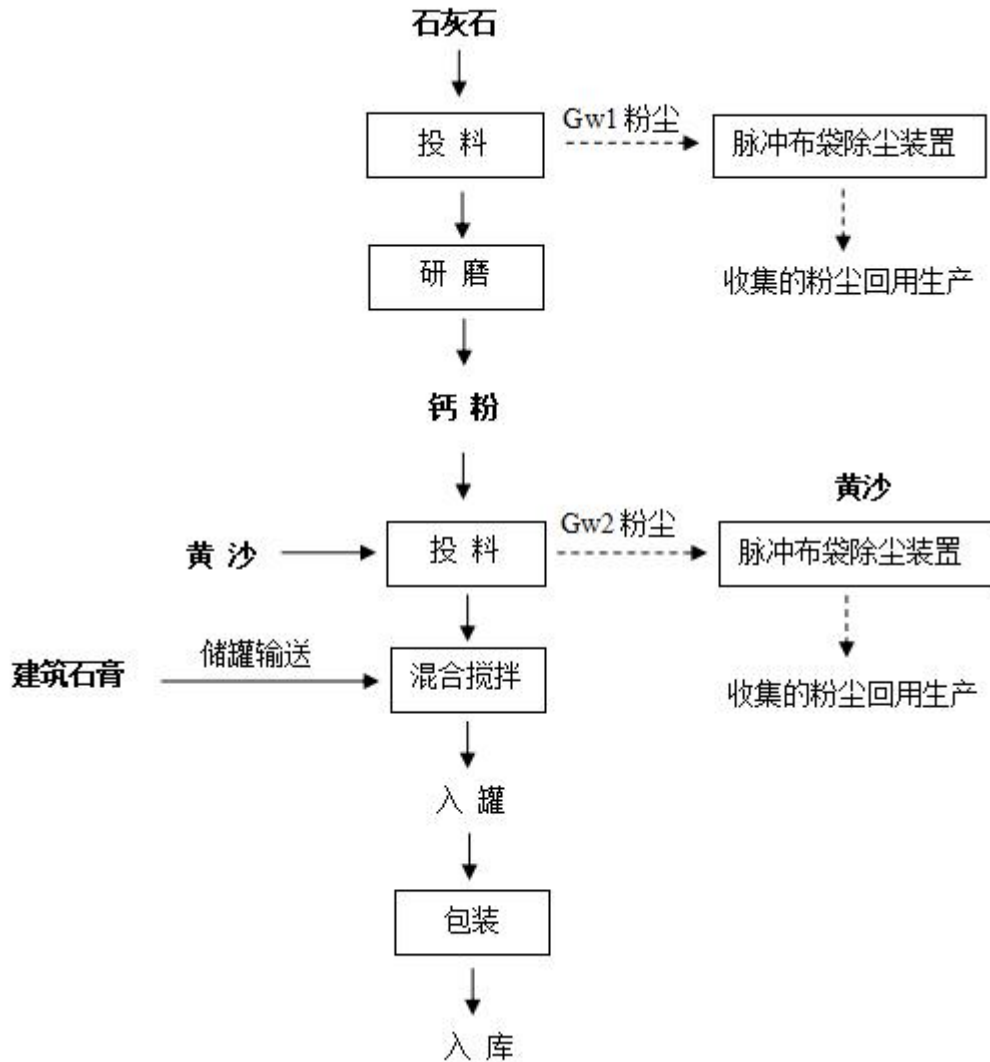 石灰石
Gw1 粉尘
投 料
脉冲布袋除尘装置
研 磨
收集的粉尘回用生产
钙 粉
黄沙
Gw2 粉尘
黄 沙
投 料
脉冲布袋除尘装置
储罐输送
建筑石膏
混合搅拌
收集的粉尘回用生产
入 罐
包装
入 库